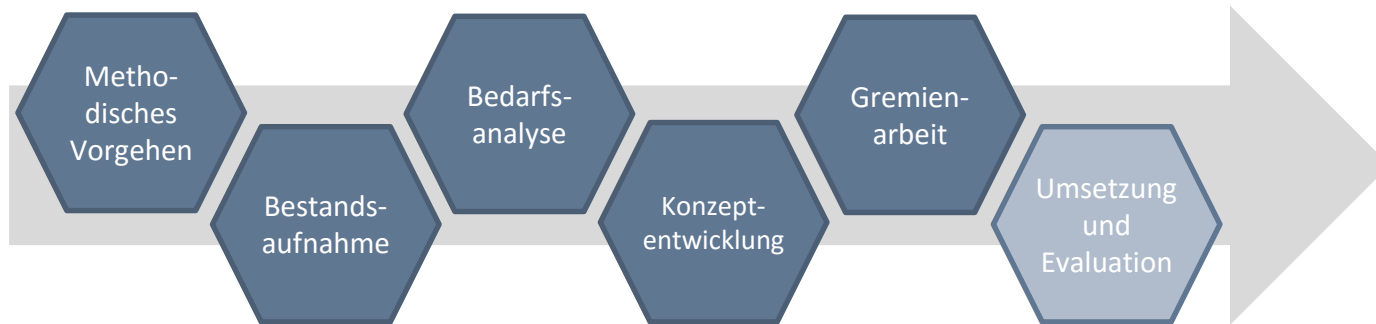 Metho-
disches
Vorgehen
Bestands-
aufnahme
Bedarfs-
analyse
Konzept-
entwicklung
Gremien-
arbeit
Umsetzung
und
Evaluation